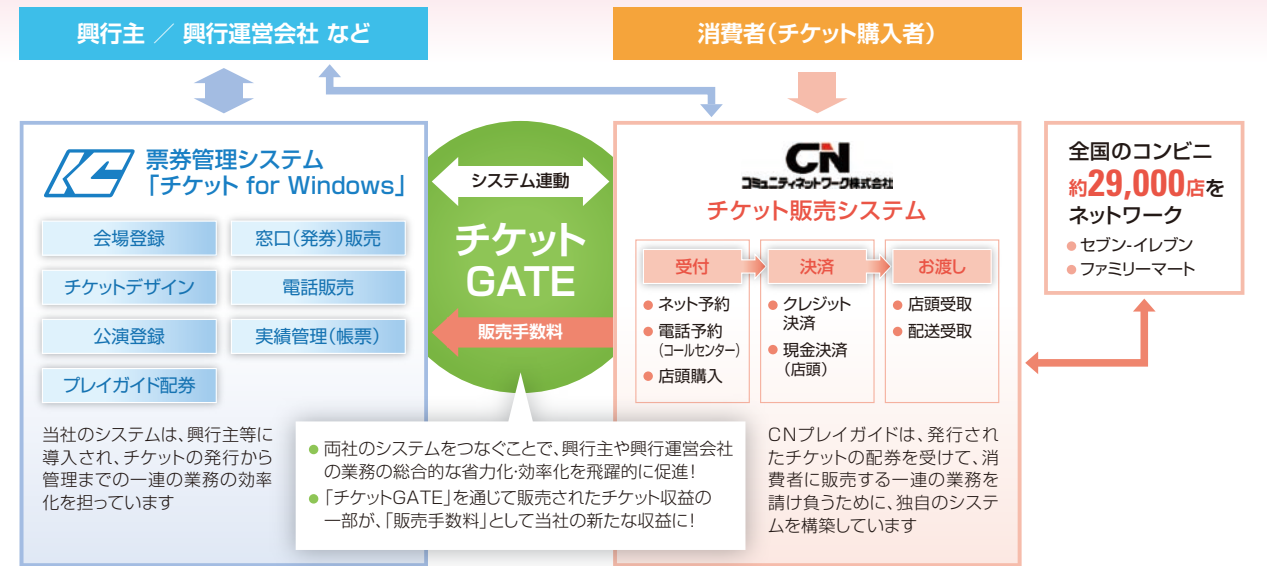 興行主 ／ 興行運営会社 など
消費者（チケット購入者）
票券管理システム
「チケット for Windows」
会場登録
窓口（発券）販売
チケットデザイン
電話販売
公演登録
実績管理（帳票）
プレイガイド配券
当社のシステムは、興行主等に
導入され、チケットの発行から
管理までの一連の業務の効率
化を担っています
システム連動
チケット
GATE
販売手数料
● 両社のシステムをつなぐことで、興行主や興行運営会社
の業務の総合的な省力化・効率化を飛躍的に促進！
● 「チケットGATE」を通じて販売されたチケット収益の
一部が、「販売手数料」として当社の新たな収益に！
CN
コミュニティネットワーク株式会社
チケット販売システム
受付
● ネット予約
● 電話予約
（コールセンター）
● 店頭購入
決済
● クレジット
決済
● 現金決済
（店頭）
お渡し
● 店頭受取
● 配送受取
CNプレイガイドは、発行され
たチケットの配券を受けて、消
費者に販売する一連の業務を
請け負うために、独自のシステ
ムを構築しています
全国のコンビニ
約29,000店を
ネットワーク
● セブン-イレブン
● ファミリーマート